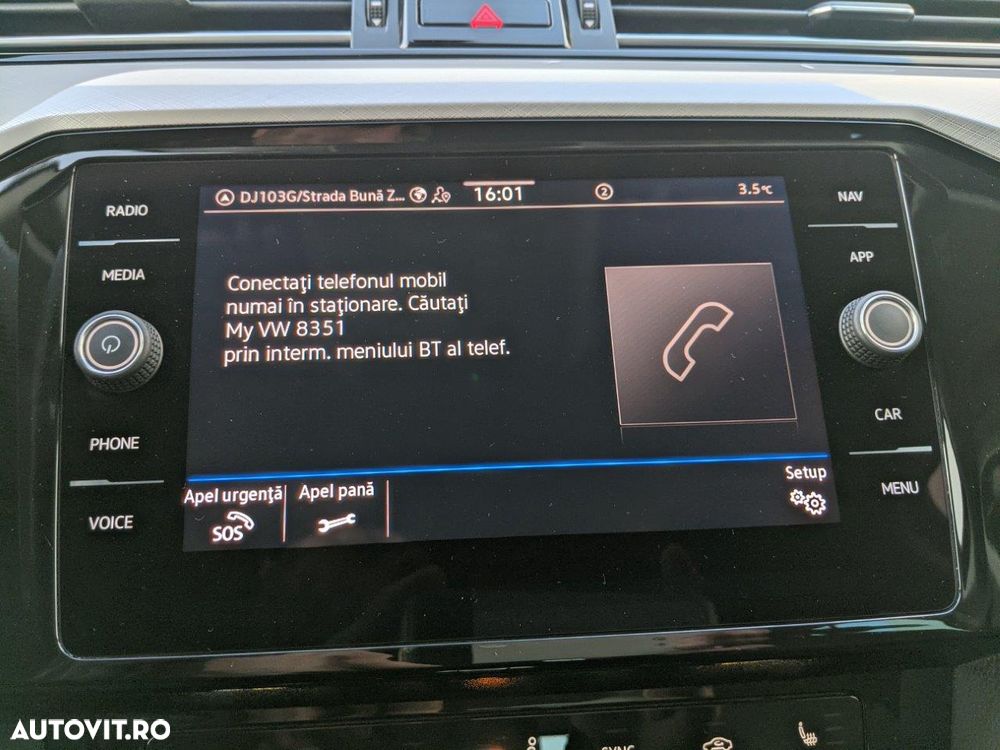 RADIO
MEDIA
PHONE
VOICE
DJ103G/Strada Bună Z... 16:01 2 3.5°C
Conectaţi telefonul mobil
numai în staţionare. Căutaţi
My VW 8351
prin interm. meniului BT al telef.
Apel urgenţă Apel pană Setup
SOS
NAV
APP
CAR
MENU
SYNC
AUTOVIT.RO